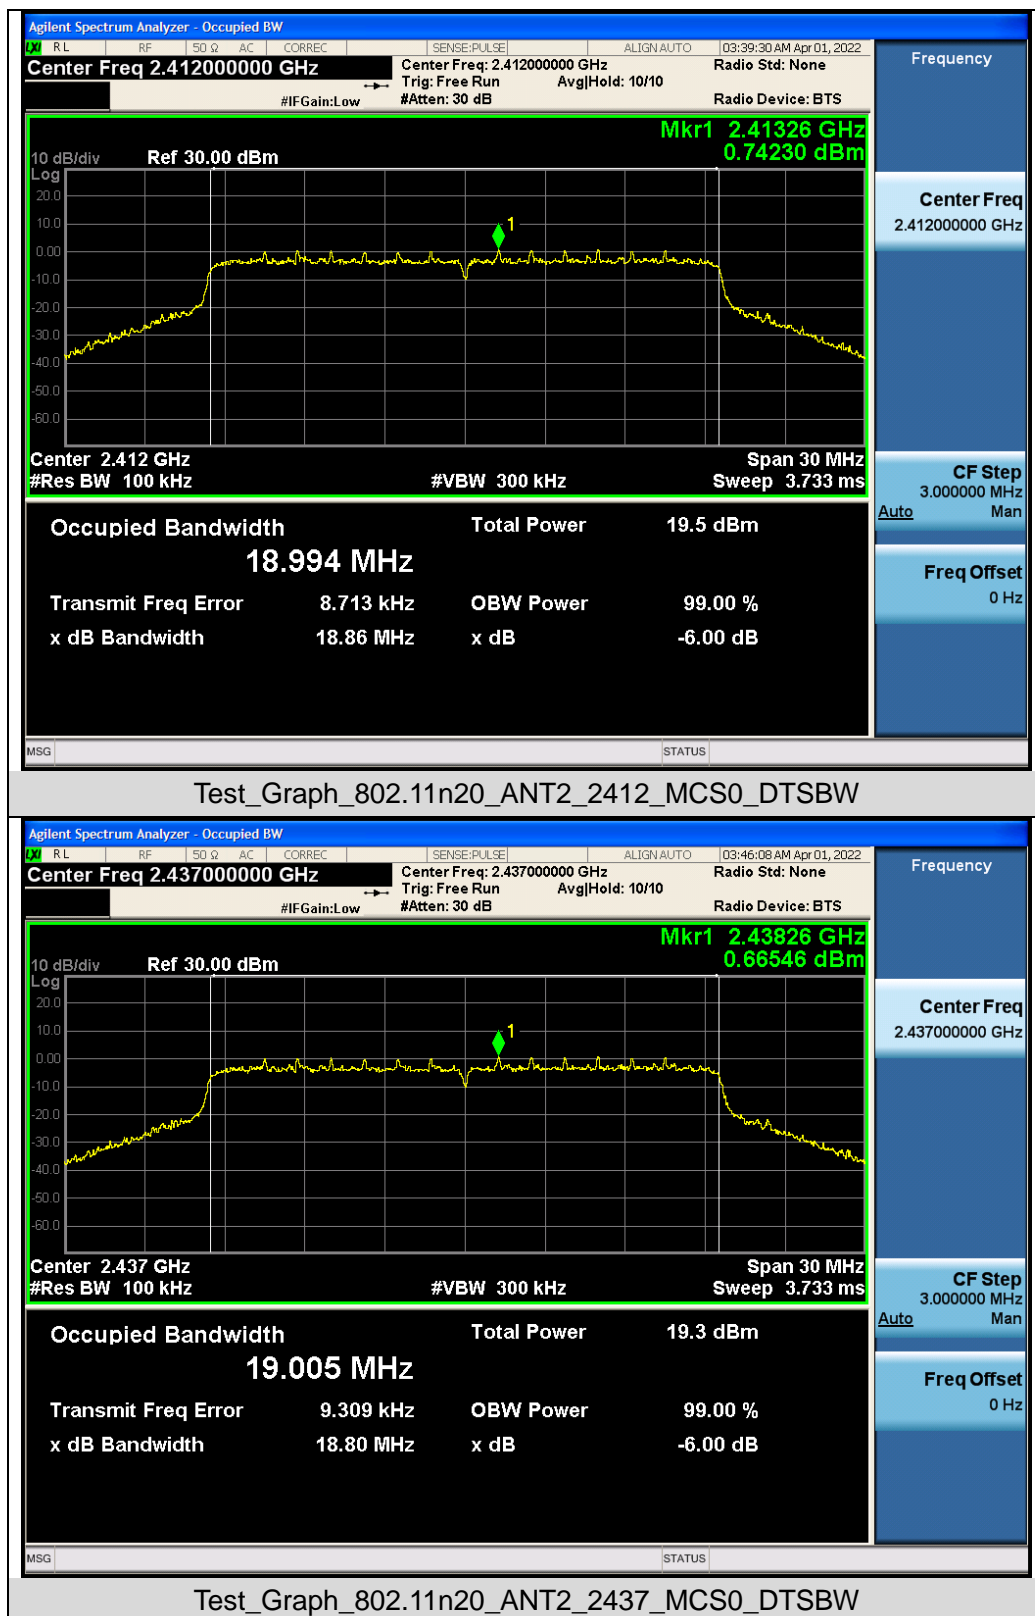 Agilent Spectrum Analyzer - Occupied BW
LXI RL RF 50 Ω AC CORREC SENSE:PULSE ALIGN AUTO 03:39:30 AM Apr 01, 2022
Center Freq 2.412000000 GHz Center Freq: 2.412000000 GHz Radio Std: None Frequency
Trig: Free Run Avg|Hold: 10/10
#IFGain:Low #Atten: 30 dB Radio Device: BTS
Mkr1 2.41326 GHz
10 dB/div Ref 30.00 dBm 0.74230 dBm
Log
20.0
10.0
0.00
-10.0
-20.0
-30.0
-40.0
-50.0
-60.0
1
Center Freq
2.412000000 GHz
Center 2.412 GHz Span 30 MHz
#Res BW 100 kHz #VBW 300 kHz Sweep 3.733 ms
CF Step
3.000000 MHz
Auto Man
Occupied Bandwidth Total Power 19.5 dBm
18.994 MHz
Freq Offset
0 Hz
Transmit Freq Error 8.713 kHz OBW Power 99.00 %
x dB Bandwidth 18.86 MHz x dB -6.00 dB
MSG STATUS
Test_Graph_802.11n20_ANT2_2412_MCS0_DTSBW
Agilent Spectrum Analyzer - Occupied BW
LXI RL RF 50 Ω AC CORREC SENSE:PULSE ALIGN AUTO 03:46:08 AM Apr 01, 2022
Center Freq 2.437000000 GHz Center Freq: 2.437000000 GHz Radio Std: None Frequency
Trig: Free Run Avg|Hold: 10/10
#IFGain:Low #Atten: 30 dB Radio Device: BTS
Mkr1 2.43826 GHz
10 dB/div Ref 30.00 dBm 0.66546 dBm
Log
20.0
10.0
0.00
-10.0
-20.0
-30.0
-40.0
-50.0
-60.0
1
Center Freq
2.437000000 GHz
Center 2.437 GHz Span 30 MHz
#Res BW 100 kHz #VBW 300 kHz Sweep 3.733 ms
CF Step
3.000000 MHz
Auto Man
Occupied Bandwidth Total Power 19.3 dBm
19.005 MHz
Freq Offset
0 Hz
Transmit Freq Error 9.309 kHz OBW Power 99.00 %
x dB Bandwidth 18.80 MHz x dB -6.00 dB
MSG STATUS
Test_Graph_802.11n20_ANT2_2437_MCS0_DTSBW